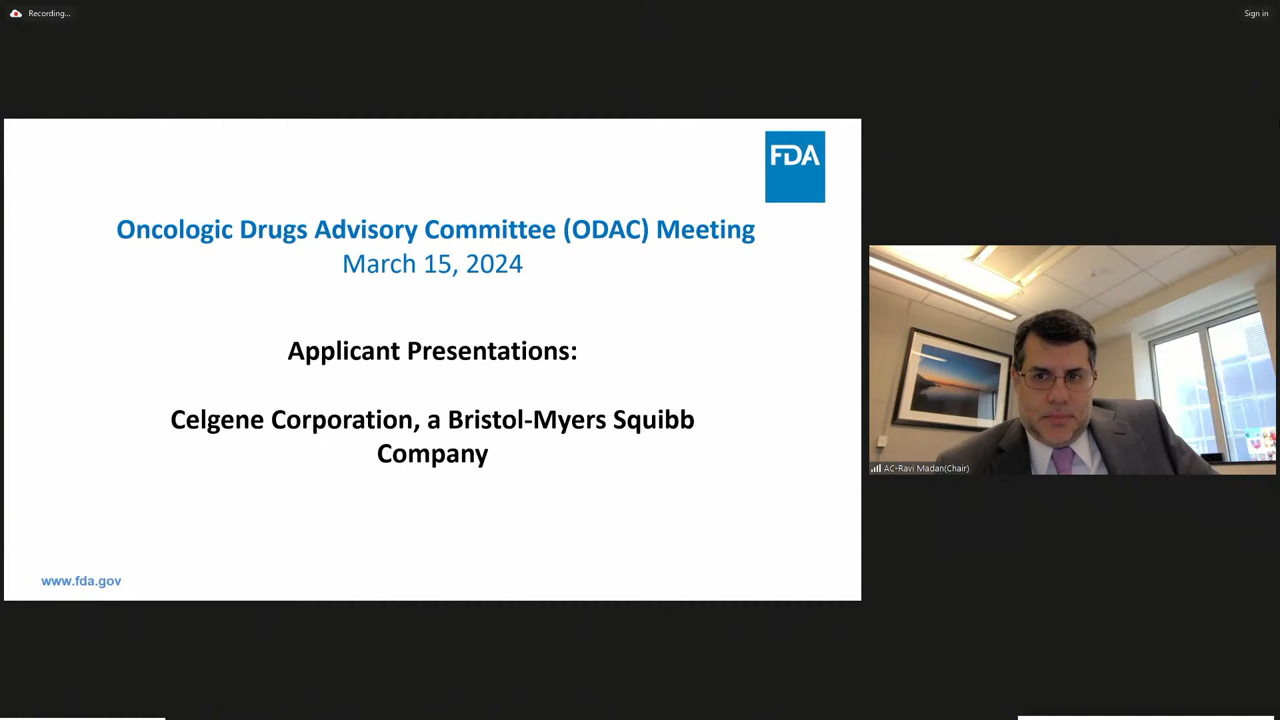 Recording...
Sign in
FDA
Oncologic Drugs Advisory Committee (ODAC) Meeting
March 15, 2024
Applicant Presentations:
Celgene Corporation, a Bristol-Myers Squibb
Company
www.fda.gov
AC-Ravi Madan(Chair)